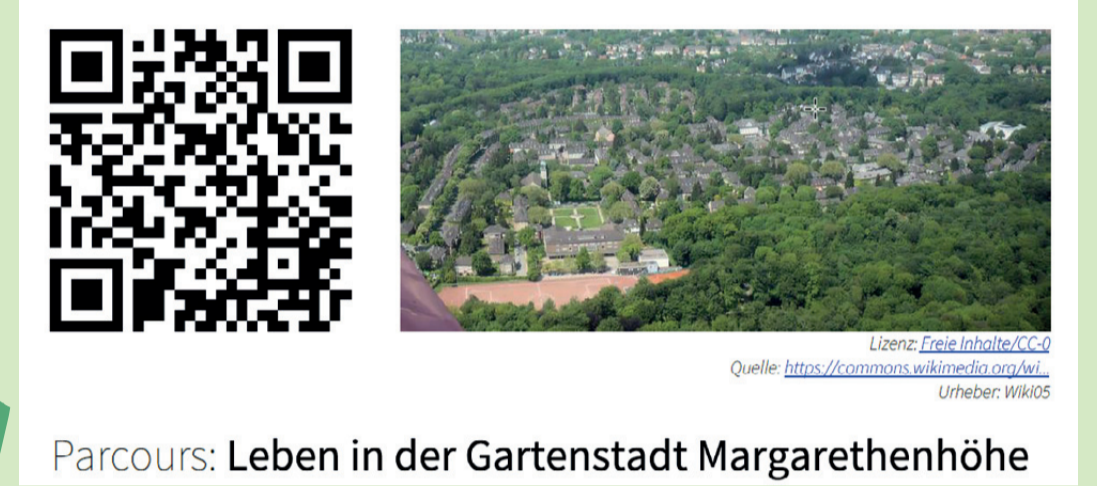 Lizenz: Freie Inhalte/CC-0
Quelle: https://commons.wikimedia.org/wi...
Urheber: Wiki05
Parcours: Leben in der Gartenstadt Margarethenhöhe